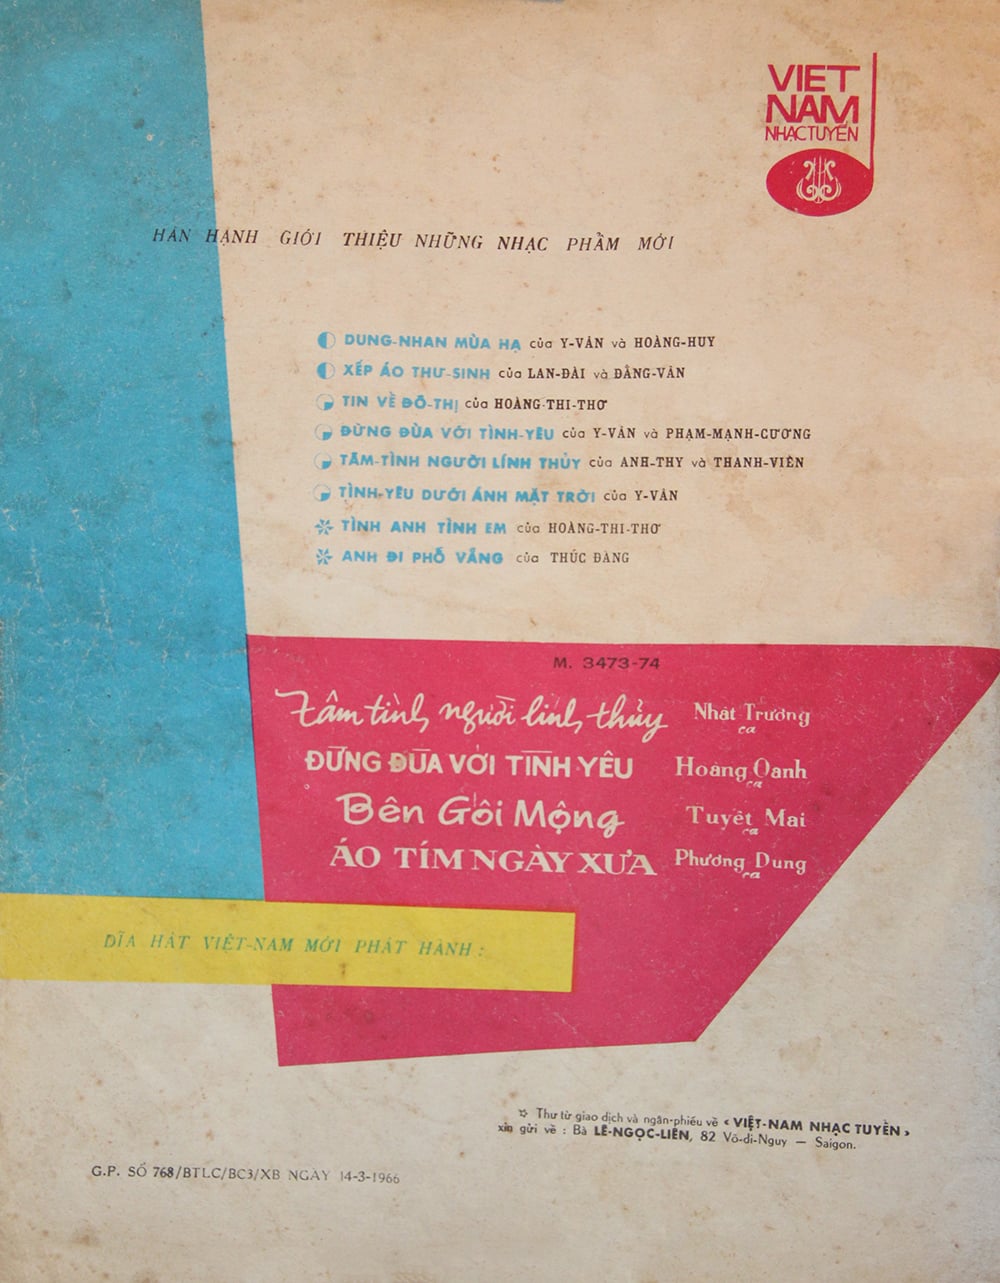 VIET
NAM
NHẠC TUYỂN
HÂN HẠNH GIỚI THIỆU NHỮNG NHẠC PHẨM MỚI
DUNG-NHAN MÙA HẠ của Y-VÂN và HOÀNG-HUY
XẾP ÁO THƯ-SINH của LAN-ĐÀI và ĐẰNG-VÂN
TIN VỀ ĐÔ-THỊ của HOÀNG-THI-THƠ
ĐỪNG ĐÙA VỚI TÌNH-YÊU của Y-VÂN và PHẠM-MẠNH-CƯƠNG
TÂM-TÌNH NGƯỜI LÍNH THỦY của ANH-THY và THANH-VIÊN
TÌNH-YÊU DƯỚI ÁNH MẶT TRỜI của Y-VÂN
TÌNH ANH TÌNH EM của HOÀNG-THI-THƠ
ANH ĐI PHỐ VẮNG của THÚC ĐĂNG
M. 3473-74
Tâm tình người lính thủy Nhật Trường ca
ĐỪNG ĐÙA VỚI TÌNH YÊU Hoàng Oanh ca
Bên Gối Mộng Tuyết Mai ca
ÁO TÍM NGÀY XƯA Phương Dung ca
DĨA HÁT VIỆT-NAM MỚI PHÁT HÀNH :
Thư từ giao dịch và ngân-phiếu về « VIỆT-NAM NHẠC TUYỂN »
xin gửi về : Bà LÊ-NGỌC-LIÊN, 82 Võ-di-Nguy — Saigon.
G.P. SỐ 768/BTLC/BC3/XB NGÀY 14-3-1966